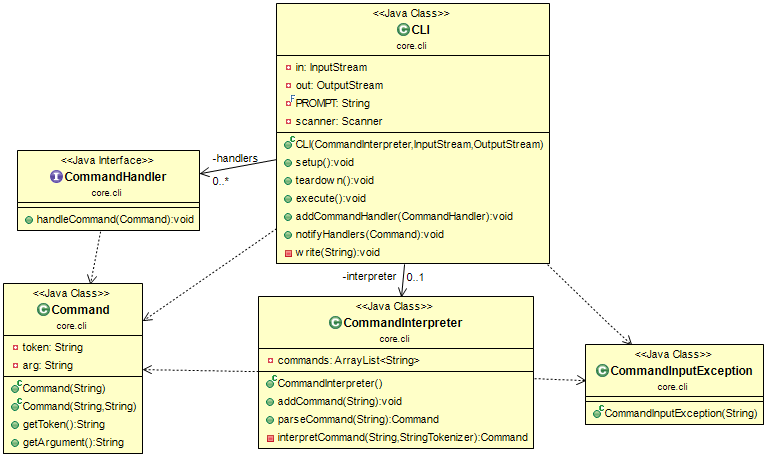 <<Java Class>>
CLI
core.cli
in: InputStream
out: OutputStream
PROMPT: String
scanner: Scanner
CLI(CommandInterpreter,InputStream,OutputStream)
setup():void
teardown():void
execute():void
addCommandHandler(CommandHandler):void
notifyHandlers(Command):void
write(String):void
-handlers
0..*
<<Java Interface>>
CommandHandler
core.cli
handleCommand(Command):void
-interpreter
0..1
<<Java Class>>
Command
core.cli
token: String
arg: String
Command(String)
Command(String,String)
getToken():String
getArgument():String
<<Java Class>>
CommandInterpreter
core.cli
commands: ArrayList<String>
CommandInterpreter()
addCommand(String):void
parseCommand(String):Command
interpretCommand(String,StringTokenizer):Command
<<Java Class>>
CommandInputException
core.cli
CommandInputException(String)